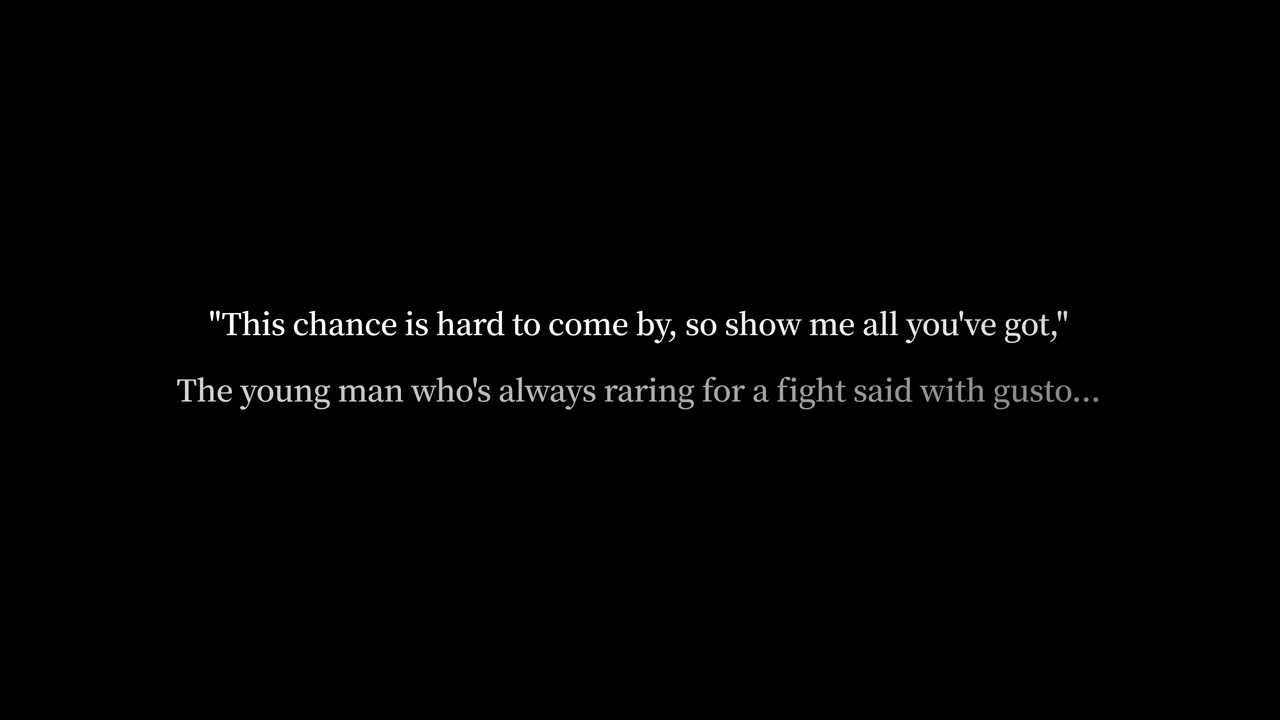 "This chance is hard to come by, so show me all you've got,"
The young man who's always raring for a fight said with gusto...